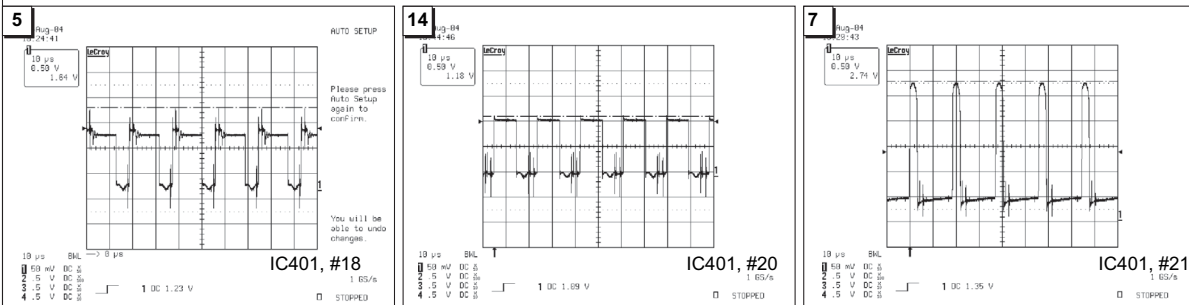 5
Aug-04
AUTO SETUP
LeCroy
10 µs
0.50 V
1.84 V
Please press
Auto Setup
again to
confirm.
1
You will be
able to undo
changes.
10 µs BWL
0 µs
IC401, #18
1 50 mV DC
2 .5 V DC
3 .5 V DC
4 .5 V DC
1 DC 1.23 V
1 GS/s
STOPPED
14
Aug-04
LeCroy
10 µs
0.50 V
1.18 V
1
10 µs BWL
IC401, #20
1 50 mV DC
2 .5 V DC
3 .5 V DC
4 .5 V DC
1 DC 1.09 V
1 GS/s
STOPPED
7
Aug-04
LeCroy
10 µs
0.50 V
2.74 V
1
10 µs BWL
IC401, #21
1 50 mV DC
2 .5 V DC
3 .5 V DC
4 .5 V DC
1 DC 1.35 V
1 GS/s
STOPPED